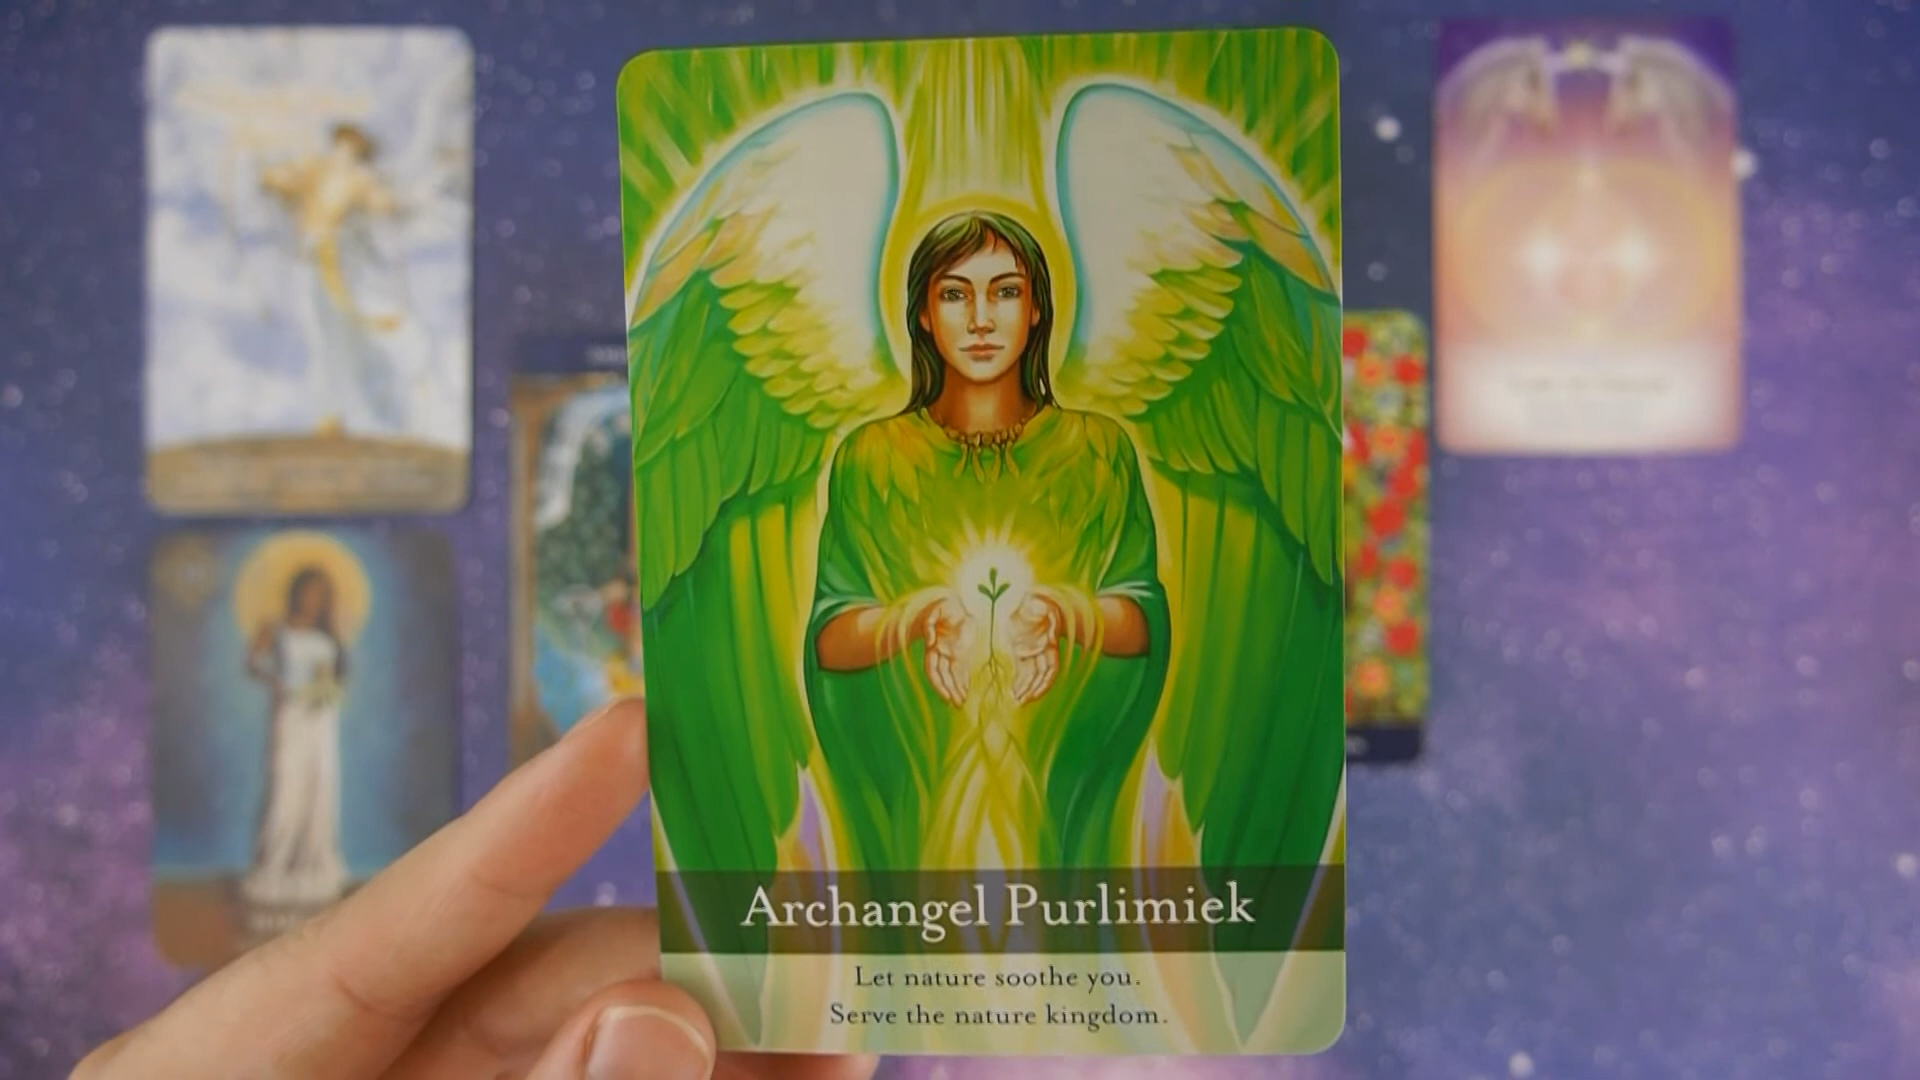 Archangel Purlimiek
Let nature soothe you.
Serve the nature kingdom.